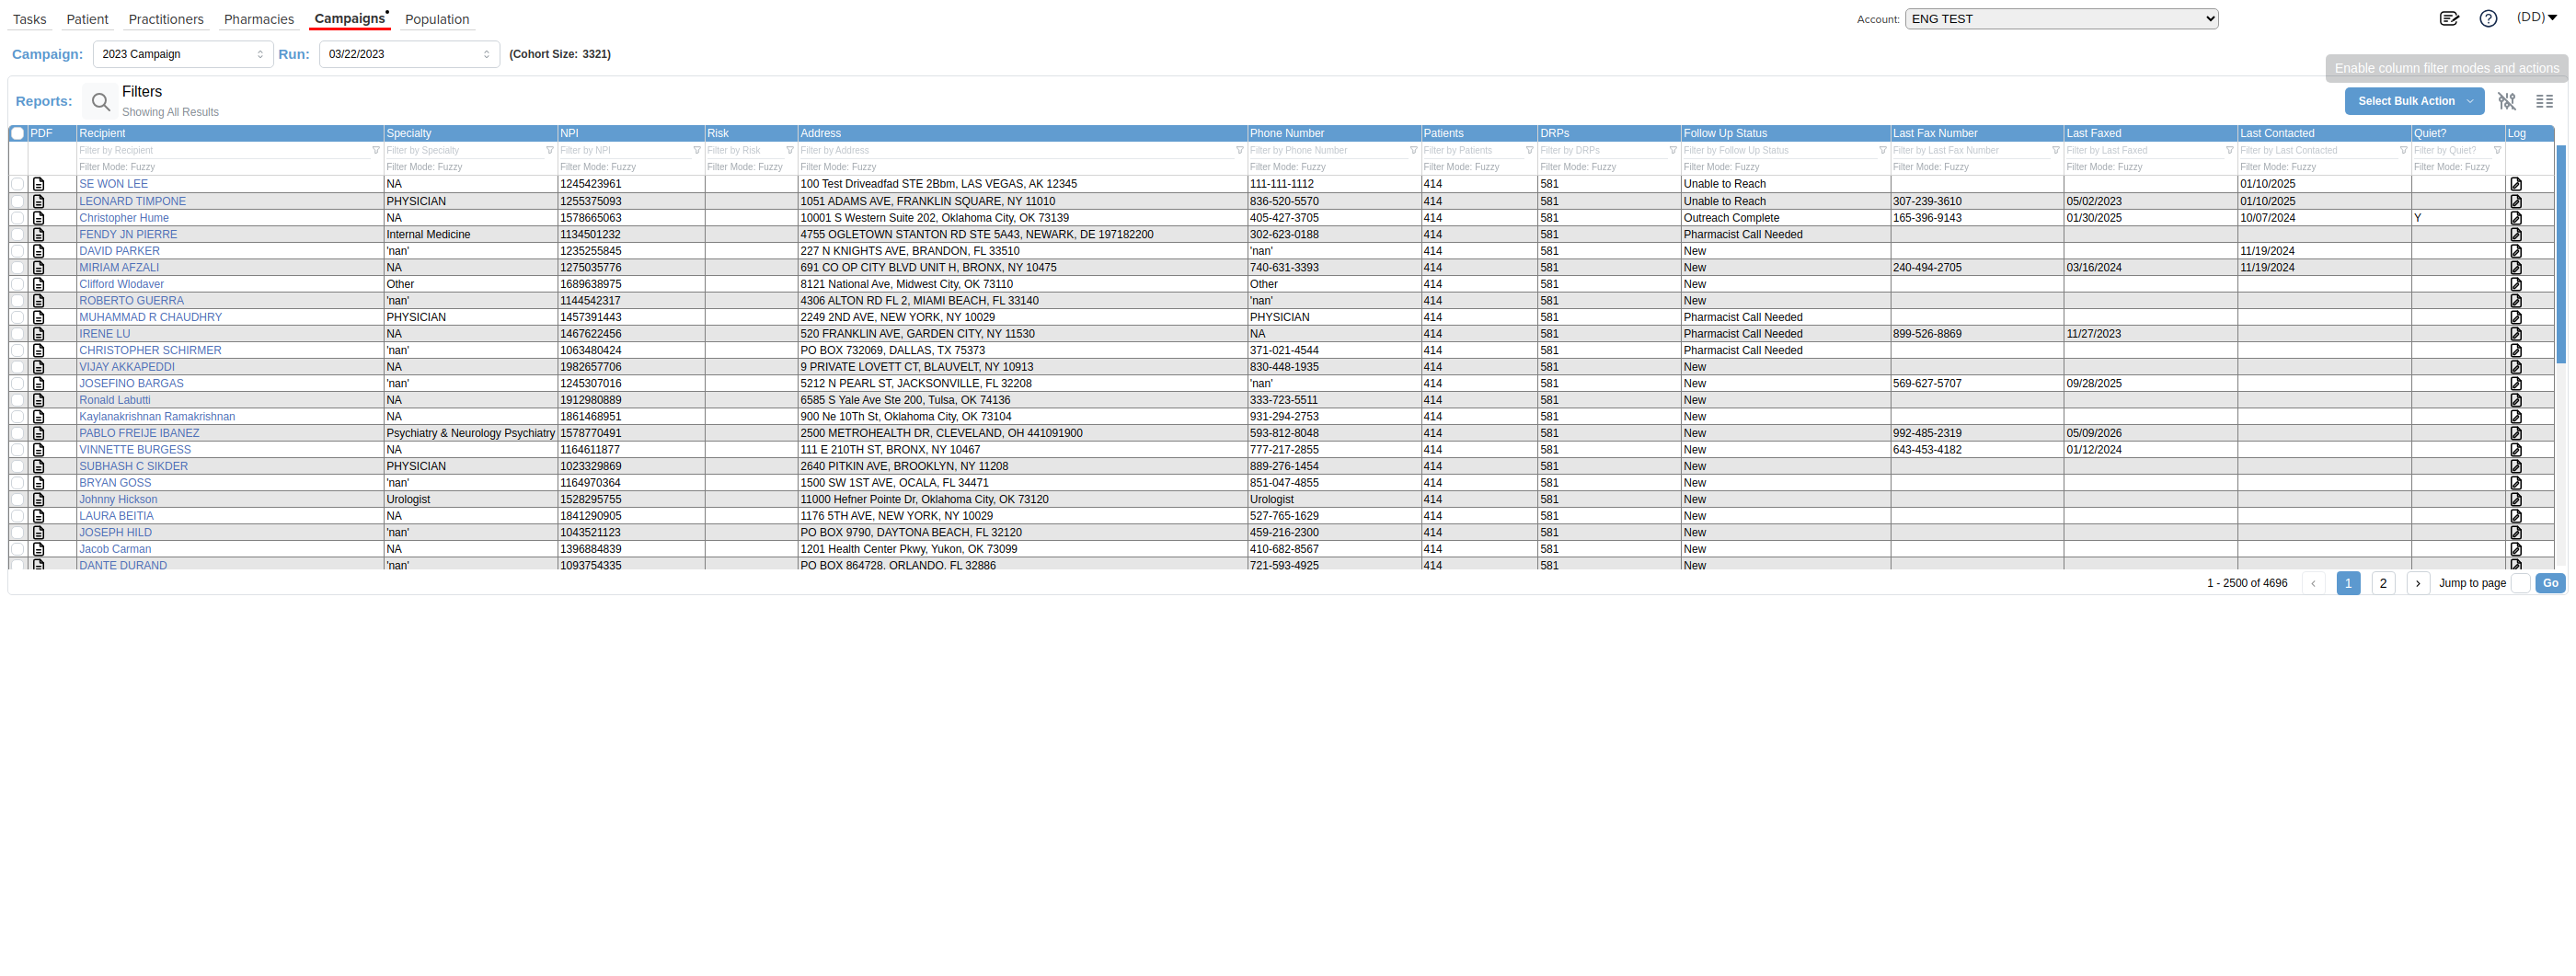 Tasks Patient Practitioners Pharmacies Campaigns Population Account: ENG TEST (DD)
Campaign: 2023 Campaign Run: 03/22/2023 (Cohort Size: 3321)
Enable column filter modes and actions
Reports: Filters
Showing All Results
Select Bulk Action
PDF Recipient Specialty NPI Risk Address Phone Number Patients DRPs Follow Up Status Last Fax Number Last Faxed Last Contacted Quiet? Log
Filter by Recipient Filter by Specialty Filter by NPI Filter by Risk Filter by Address Filter by Phone Number Filter by Patients Filter by DRPs Filter by Follow Up Status Filter by Last Fax Number Filter by Last Faxed Filter by Last Contacted Filter by Quiet?
Filter Mode: Fuzzy Filter Mode: Fuzzy Filter Mode: Fuzzy Filter Mode: Fuzzy Filter Mode: Fuzzy Filter Mode: Fuzzy Filter Mode: Fuzzy Filter Mode: Fuzzy Filter Mode: Fuzzy Filter Mode: Fuzzy Filter Mode: Fuzzy Filter Mode: Fuzzy Filter Mode: Fuzzy
SE WON LEE NA 1245423961 100 Test Driveadfad STE 2Bbm, LAS VEGAS, AK 12345 111-111-1112 414 581 Unable to Reach 01/10/2025
LEONARD TIMPONE PHYSICIAN 1255375093 1051 ADAMS AVE, FRANKLIN SQUARE, NY 11010 836-520-5570 414 581 Unable to Reach 307-239-3610 05/02/2023 01/10/2025
Christopher Hume NA 1578665063 10001 S Western Suite 202, Oklahoma City, OK 73139 405-427-3705 414 581 Outreach Complete 165-396-9143 01/30/2025 10/07/2024 Y
FENDY JN PIERRE Internal Medicine 1134501232 4755 OGLETOWN STANTON RD STE 5A43, NEWARK, DE 197182200 302-623-0188 414 581 Pharmacist Call Needed
DAVID PARKER 'nan' 1235255845 227 N KNIGHTS AVE, BRANDON, FL 33510 'nan' 414 581 New 11/19/2024
MIRIAM AFZALI NA 1275035776 691 CO OP CITY BLVD UNIT H, BRONX, NY 10475 740-631-3393 414 581 New 240-494-2705 03/16/2024 11/19/2024
Clifford Wlodaver Other 1689638975 8121 National Ave, Midwest City, OK 73110 Other 414 581 New
ROBERTO GUERRA 'nan' 1144542317 4306 ALTON RD FL 2, MIAMI BEACH, FL 33140 'nan' 414 581 New
MUHAMMAD R CHAUDHRY PHYSICIAN 1457391443 2249 2ND AVE, NEW YORK, NY 10029 PHYSICIAN 414 581 Pharmacist Call Needed
IRENE LU NA 1467622456 520 FRANKLIN AVE, GARDEN CITY, NY 11530 NA 414 581 Pharmacist Call Needed 899-526-8869 11/27/2023
CHRISTOPHER SCHIRMER 'nan' 1063480424 PO BOX 732069, DALLAS, TX 75373 371-021-4544 414 581 Pharmacist Call Needed
VIJAY AKKAPEDDI NA 1982657706 9 PRIVATE LOVETT CT, BLAUVELT, NY 10913 830-448-1935 414 581 New
JOSEFINO BARGAS 'nan' 1245307016 5212 N PEARL ST, JACKSONVILLE, FL 32208 'nan' 414 581 New 569-627-5707 09/28/2025
Ronald Labutti NA 1912980889 6585 S Yale Ave Ste 200, Tulsa, OK 74136 333-723-5511 414 581 New
Kaylanakrishnan Ramakrishnan NA 1861468951 900 Ne 10Th St, Oklahoma City, OK 73104 931-294-2753 414 581 New
PABLO FREIJE IBANEZ Psychiatry & Neurology Psychiatry 1578770491 2500 METROHEALTH DR, CLEVELAND, OH 441091900 593-812-8048 414 581 New 992-485-2319 05/09/2026
VINNETTE BURGESS NA 1164611877 111 E 210TH ST, BRONX, NY 10467 777-217-2855 414 581 New 643-453-4182 01/12/2024
SUBHASH C SIKDER PHYSICIAN 1023329869 2640 PITKIN AVE, BROOKLYN, NY 11208 889-276-1454 414 581 New
BRYAN GOSS 'nan' 1164970364 1500 SW 1ST AVE, OCALA, FL 34471 851-047-4855 414 581 New
Johnny Hickson Urologist 1528295755 11000 Hefner Pointe Dr, Oklahoma City, OK 73120 Urologist 414 581 New
LAURA BEITIA NA 1841290905 1176 5TH AVE, NEW YORK, NY 10029 527-765-1629 414 581 New
JOSEPH HILD 'nan' 1043521123 PO BOX 9790, DAYTONA BEACH, FL 32120 459-216-2300 414 581 New
Jacob Carman NA 1396884839 1201 Health Center Pkwy, Yukon, OK 73099 410-682-8567 414 581 New
DANTE DURAND 'nan' 1093754335 PO BOX 864728, ORLANDO, FL 32886 721-593-4925 414 581 New
1 - 2500 of 4696 1 2 Jump to page Go